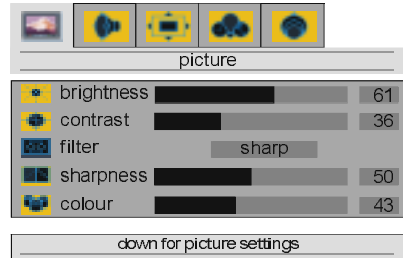 picture
brightness 61
contrast 36
filter sharp
sharpness 50
colour 43
down for picture settings